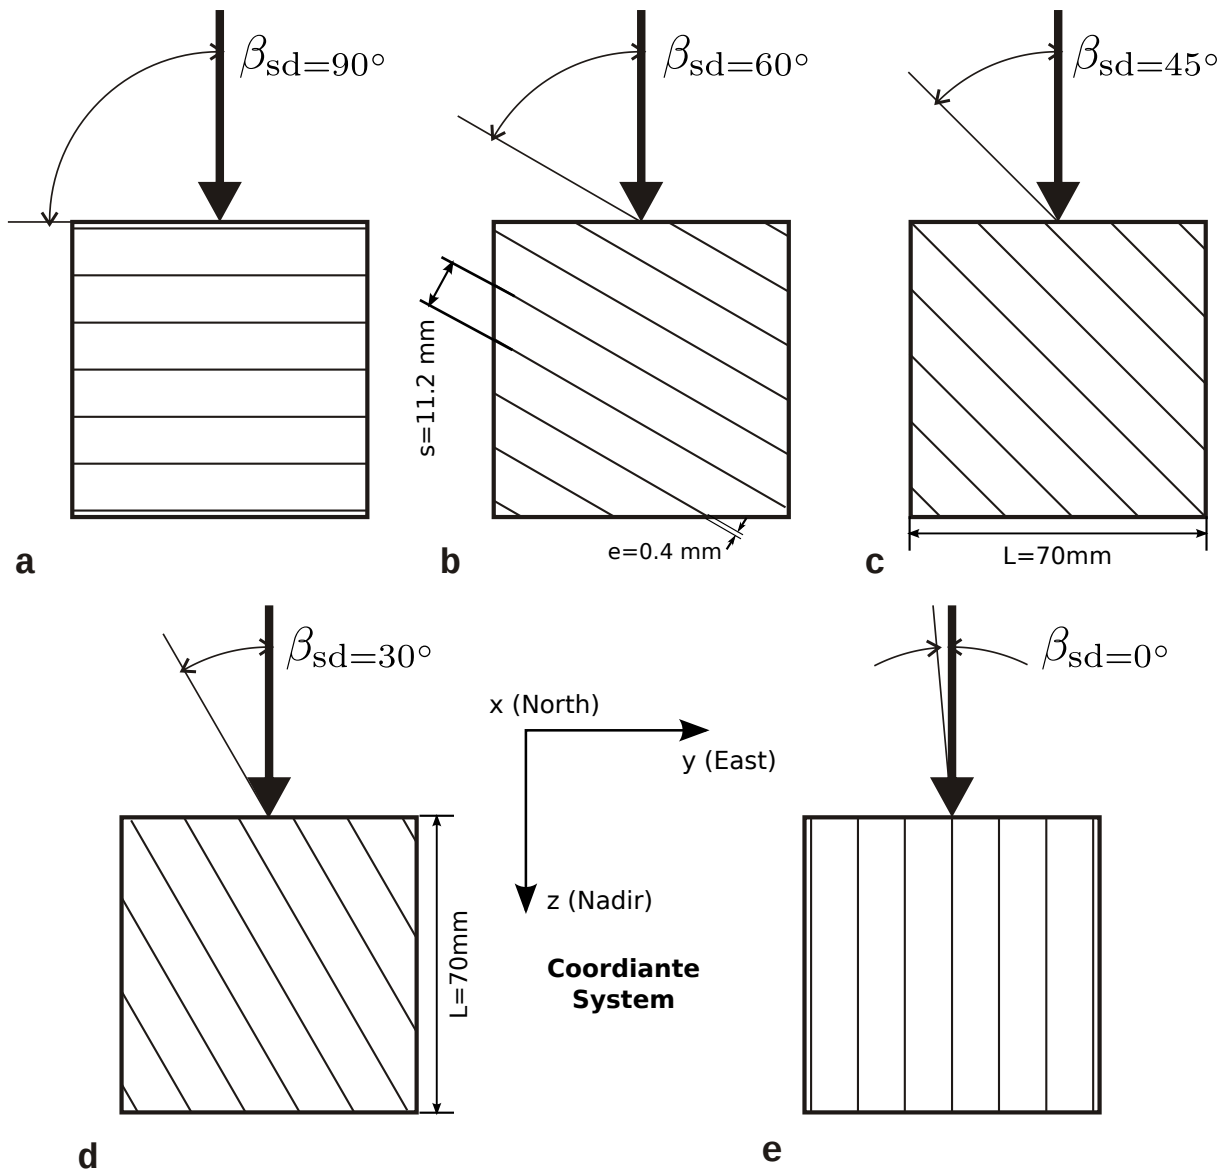 βsd=90°
βsd=60°
βsd=45°
s=11.2 mm
e=0.4 mm
L=70mm
a
b
c
βsd=30°
βsd=0°
x (North)
y (East)
z (Nadir)
L=70mm
Coordiante
System
d
e